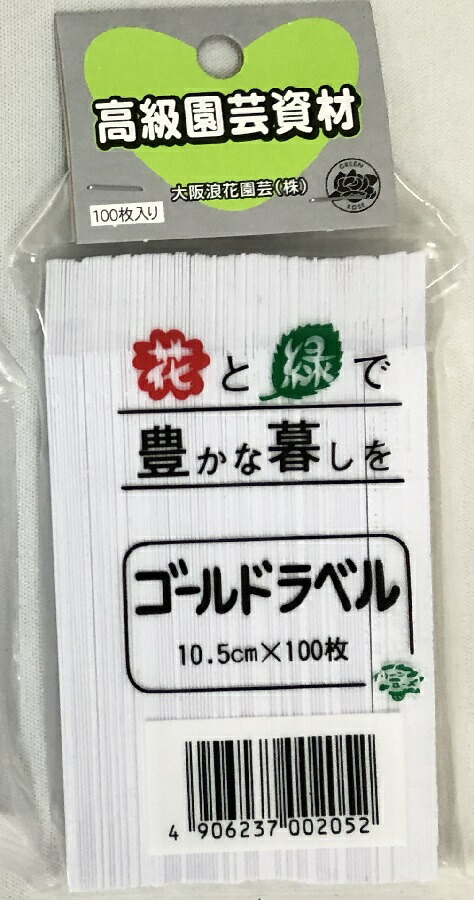 高級園芸資材
大阪浪花園芸(株)
GREEN
ROSE
100枚入り
花と緑で
豊かな暮しを
ゴールドラベル
10.5cm×100枚
4 906237 002052